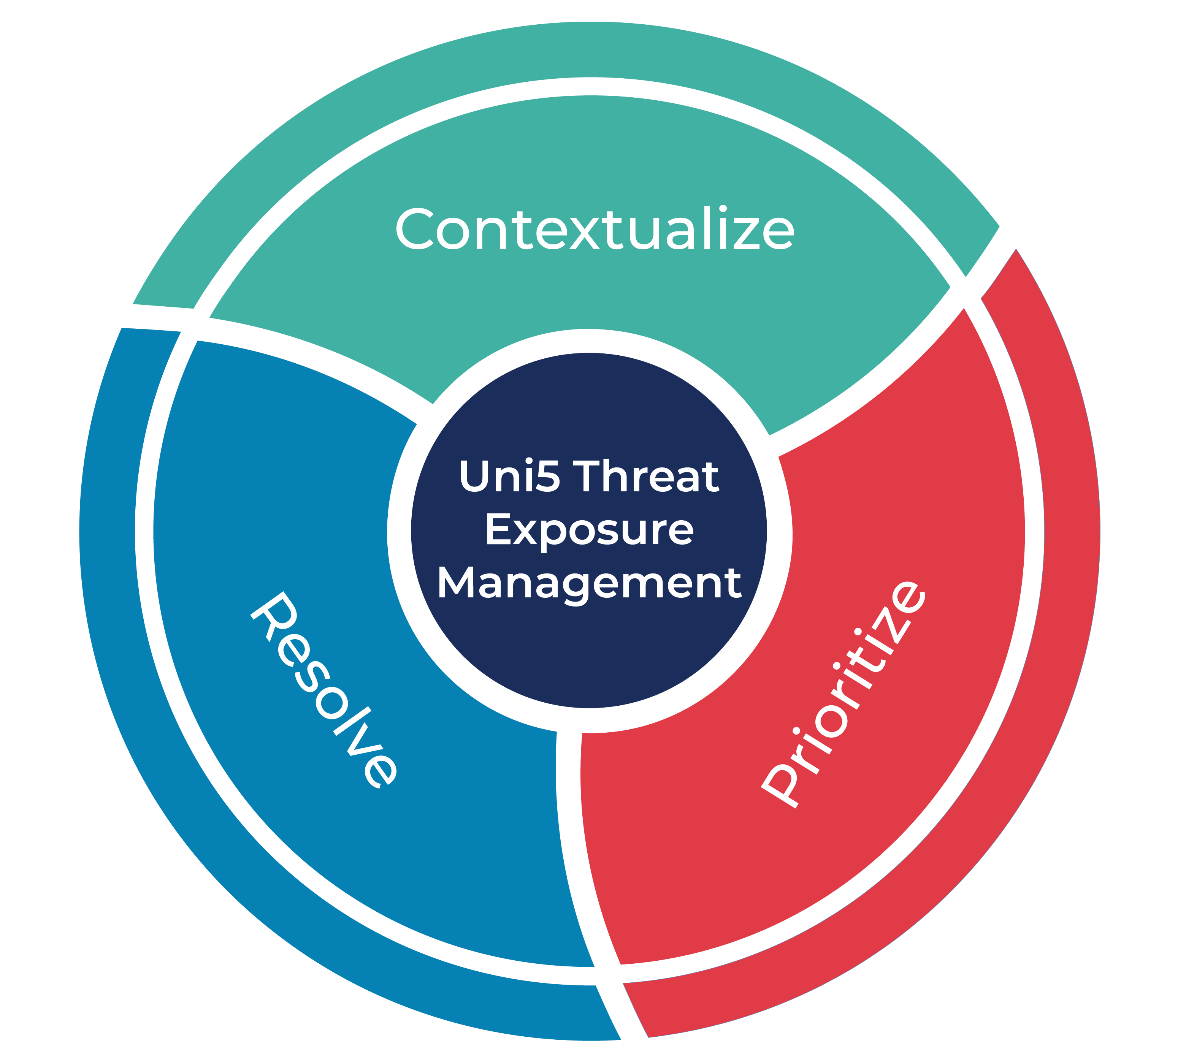 Contextualize
Uni5 Threat
Exposure
Management
Prioritize
Resolve